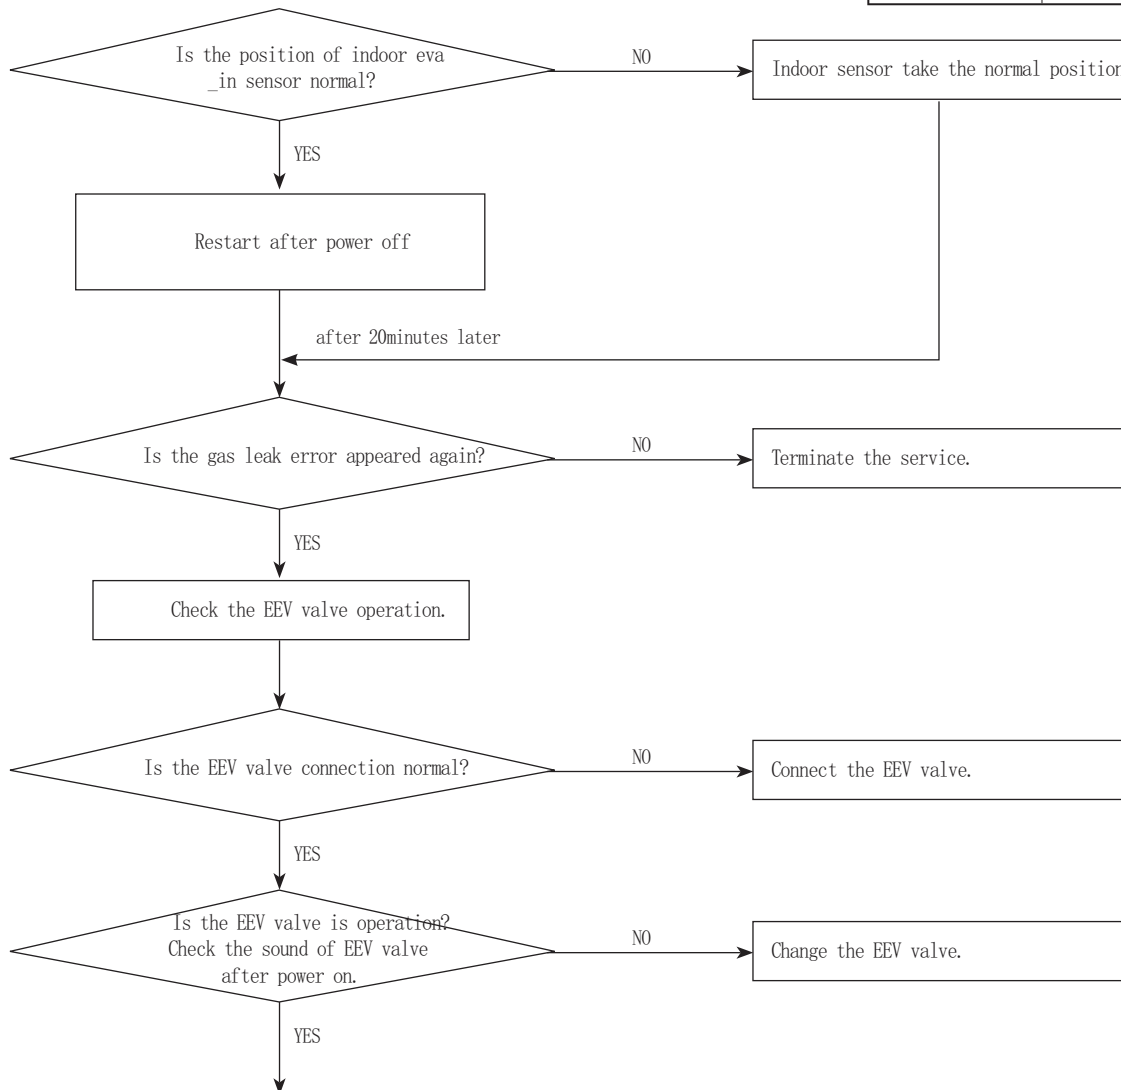 Is the position of indoor eva
_in sensor normal?
NO
Indoor sensor take the normal position
YES
Restart after power off
after 20minutes later
Is the gas leak error appeared again?
NO
Terminate the service.
YES
Check the EEV valve operation.
Is the EEV valve connection normal?
NO
Connect the EEV valve.
YES
Is the EEV valve is operation?
Check the sound of EEV valve
after power on.
NO
Change the EEV valve.
YES